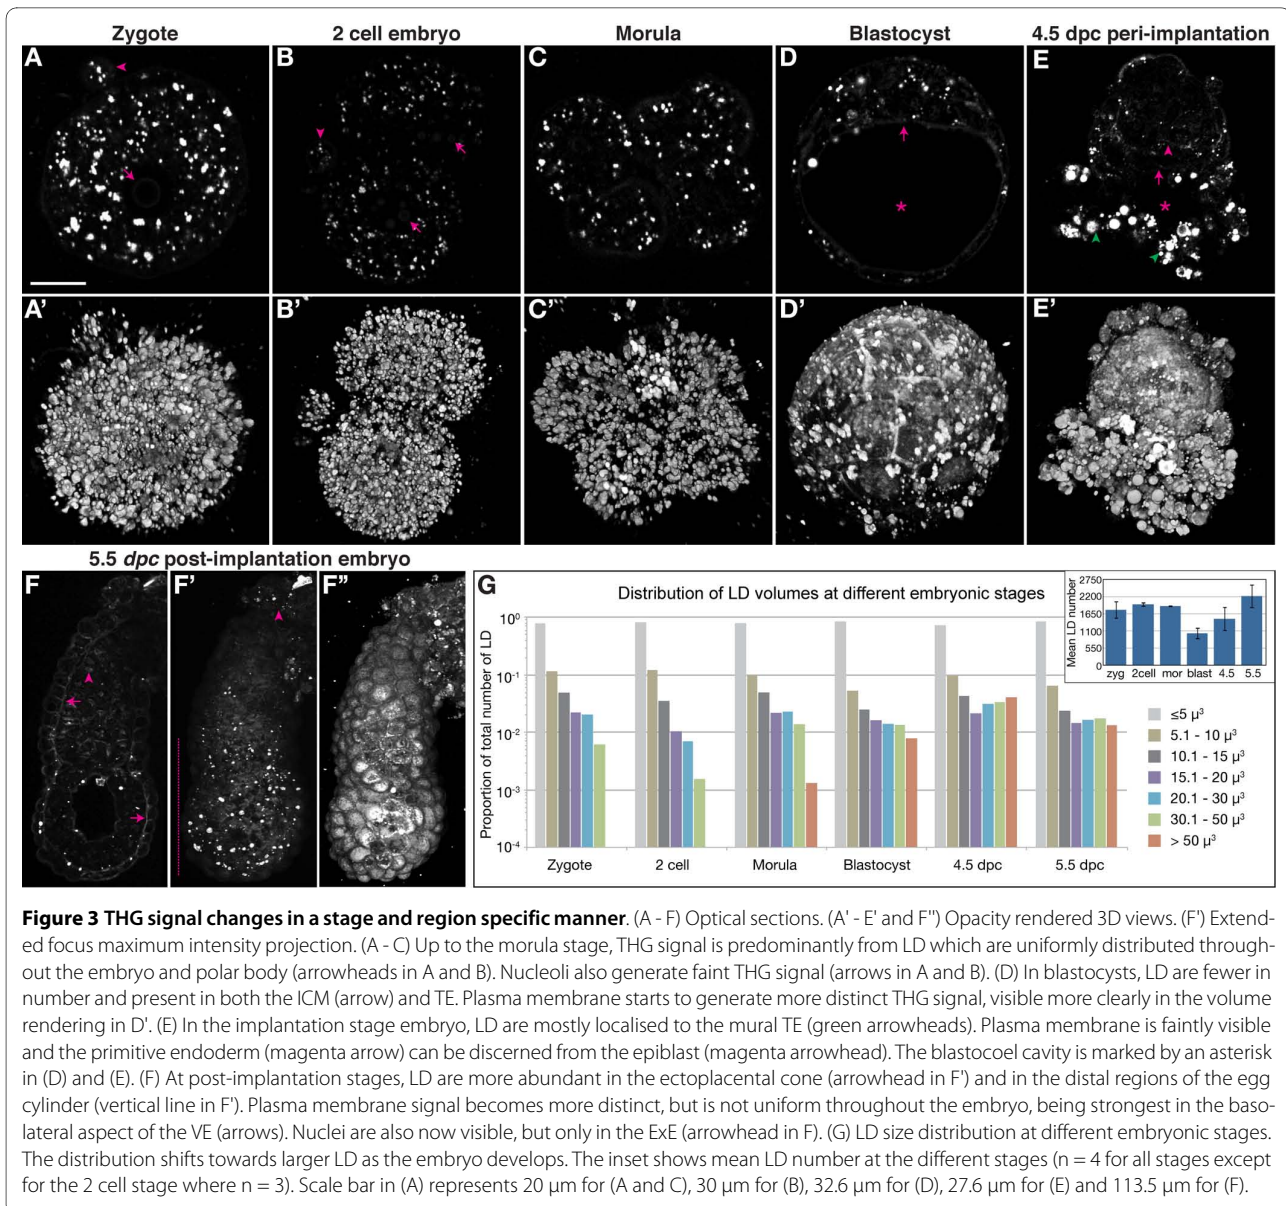 Zygote
2 cell embryo
Morula
Blastocyst
4.5 dpc peri-implantation
A
B
C
D
E
*
*
A'
B'
C'
D'
E'
5.5 dpc post-implantation embryo
F
F'
F"
G
Distribution of LD volumes at different embryonic stages
Proportion of total number of LD
10⁰
10⁻¹
10⁻²
10⁻³
10⁻⁴
Zygote
2 cell
Morula
Blastocyst
4.5 dpc
5.5 dpc
Mean LD number
2750
2200
1650
1100
550
0
zyg 2cell mor blast 4.5 5.5
≤5 µ³
5.1 - 10 µ³
10.1 - 15 µ³
15.1 - 20 µ³
20.1 - 30 µ³
30.1 - 50 µ³
> 50 µ³
Figure 3 THG signal changes in a stage and region specific manner. (A - F) Optical sections. (A' - E' and F") Opacity rendered 3D views. (F') Extend-
ed focus maximum intensity projection. (A - C) Up to the morula stage, THG signal is predominantly from LD which are uniformly distributed through-
out the embryo and polar body (arrowheads in A and B). Nucleoli also generate faint THG signal (arrows in A and B). (D) In blastocysts, LD are fewer in
number and present in both the ICM (arrow) and TE. Plasma membrane starts to generate more distinct THG signal, visible more clearly in the volume
rendering in D'. (E) In the implantation stage embryo, LD are mostly localised to the mural TE (green arrowheads). Plasma membrane is faintly visible
and the primitive endoderm (magenta arrow) can be discerned from the epiblast (magenta arrowhead). The blastocoel cavity is marked by an asterisk
in (D) and (E). (F) At post-implantation stages, LD are more abundant in the ectoplacental cone (arrowhead in F') and in the distal regions of the egg
cylinder (vertical line in F'). Plasma membrane signal becomes more distinct, but is not uniform throughout the embryo, being strongest in the baso-
lateral aspect of the VE (arrows). Nuclei are also now visible, but only in the ExE (arrowhead in F). (G) LD size distribution at different embryonic stages.
The distribution shifts towards larger LD as the embryo develops. The inset shows mean LD number at the different stages (n = 4 for all stages except
for the 2 cell stage where n = 3). Scale bar in (A) represents 20 µm for (A and C), 30 µm for (B), 32.6 µm for (D), 27.6 µm for (E) and 113.5 µm for (F).